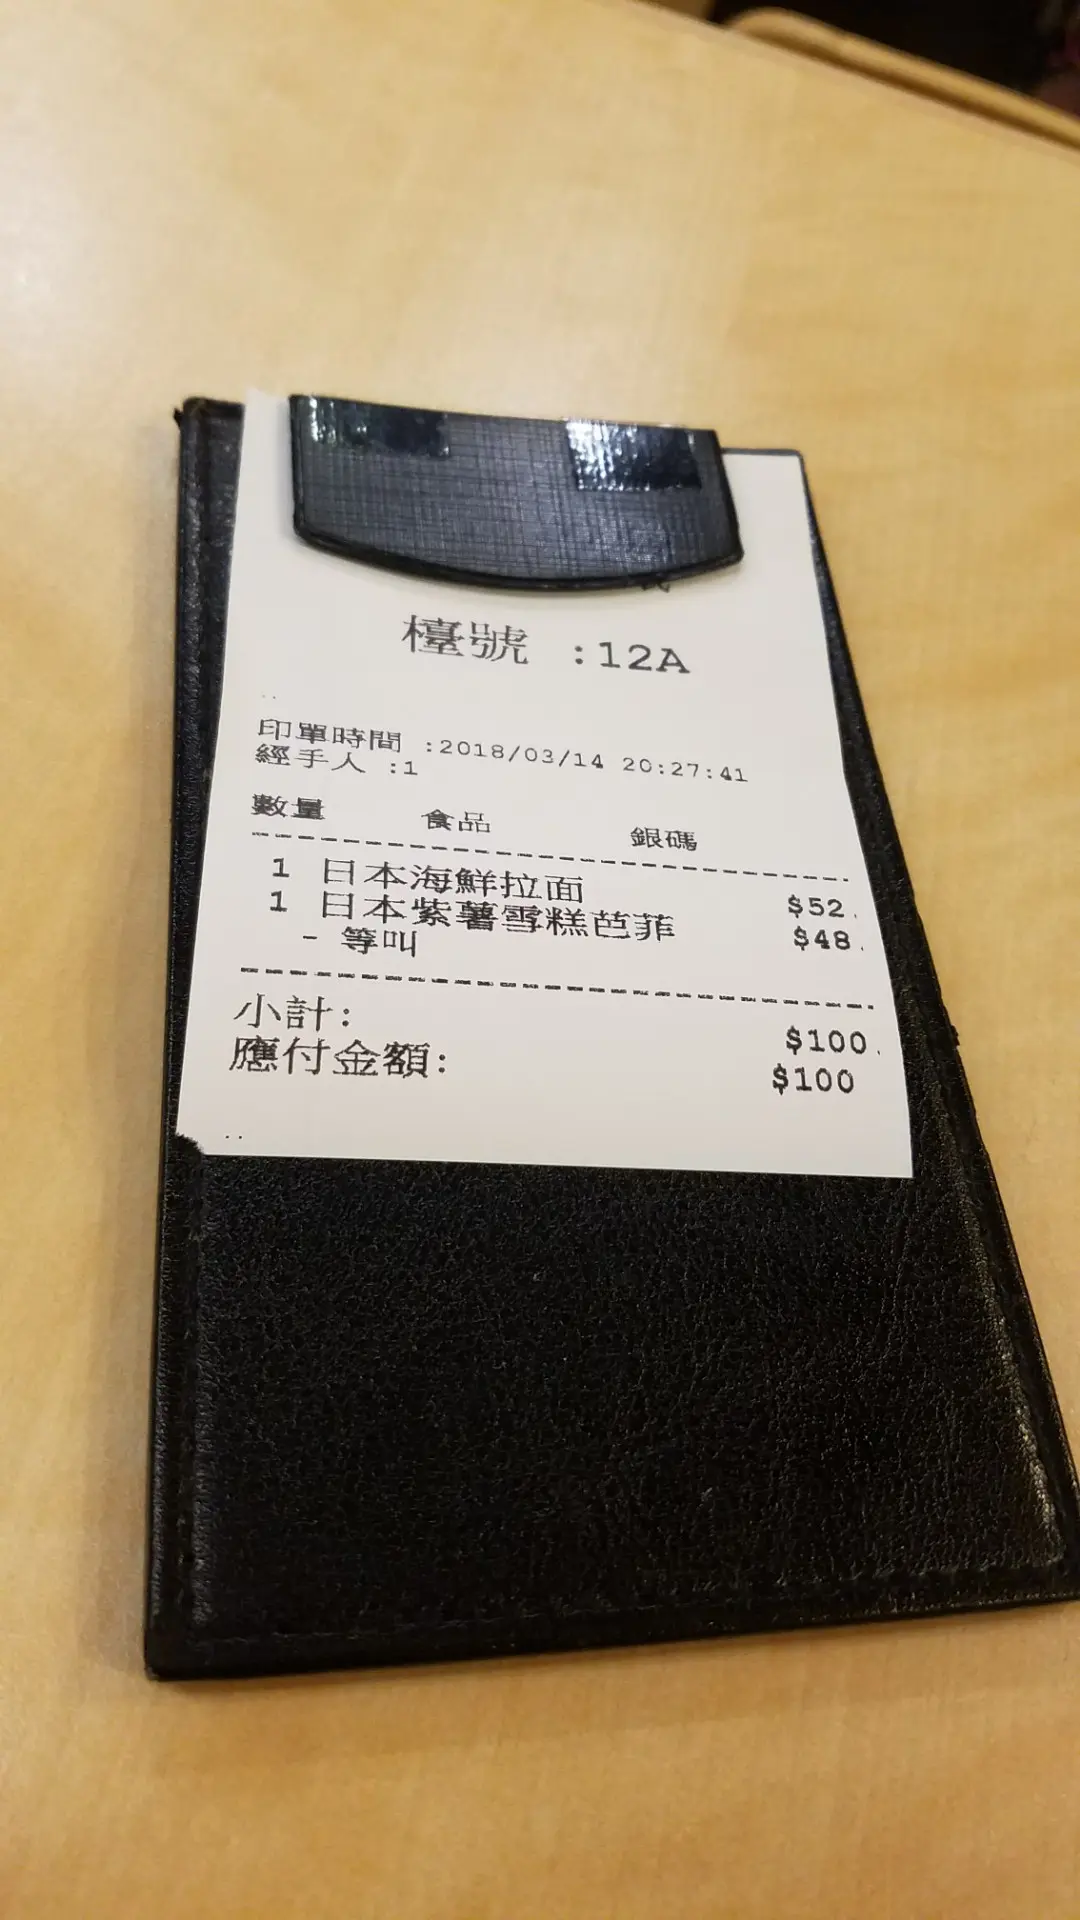 檯號 :12A
印單時間 :2018/03/14 20:27:41
經手人 :1
數量 食品 銀碼
1 日本海鮮拉面 $52.
1 日本紫薯雪糕芭菲 $48.
- 等叫
小計: $100.
應付金額: $100